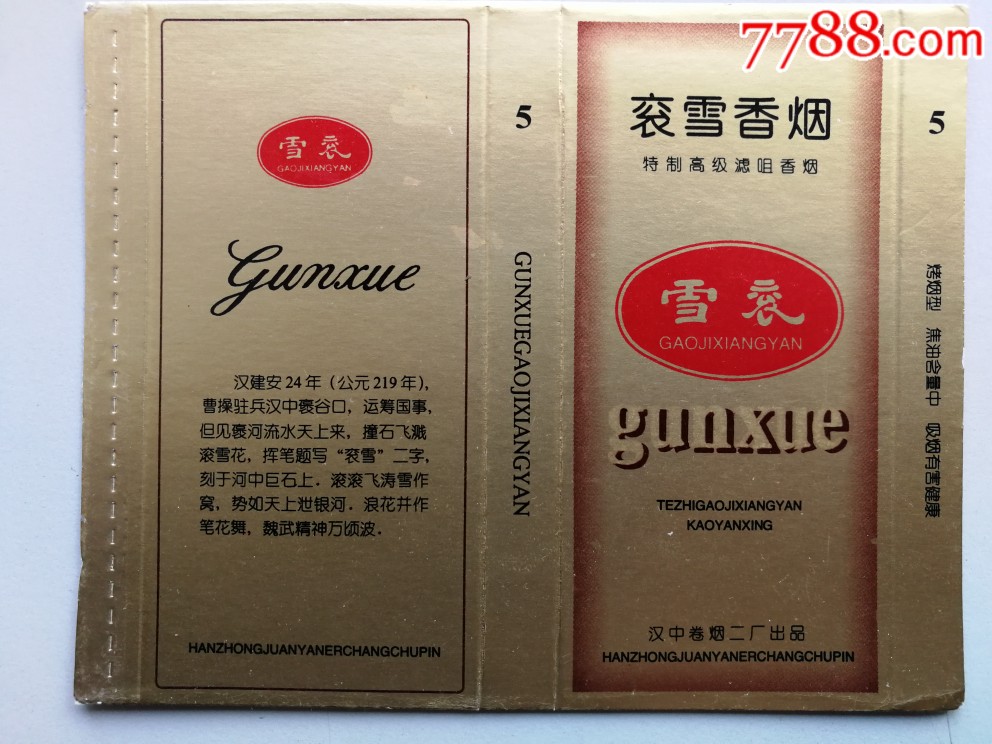 7788.com
雪衮
GAOJIXIANGYAN
Gunxue
汉建安24年（公元219年），
曹操驻兵汉中褒谷口，运筹国事，
但见褒河流水天上来，撞石飞溅
滚雪花，挥笔题写“衮雪”二字，
刻于河中巨石上．滚滚飞涛雪作
窝，势如天上泄银河．浪花并作
笔花舞，魏武精神万顷波．
HANZHONGJUANYANERCHANGCHUPIN
5
GUNXUEGAOJIXIANGYAN
衮雪香烟
特制高级滤咀香烟
雪衮
GAOJIXIANGYAN
gunxue
TEZHIGAOJIXIANGYAN
KAOYANXING
汉中卷烟二厂出品
HANZHONGJUANYANERCHANGCHUPIN
5
烤烟型 焦油含量中 吸烟有害健康